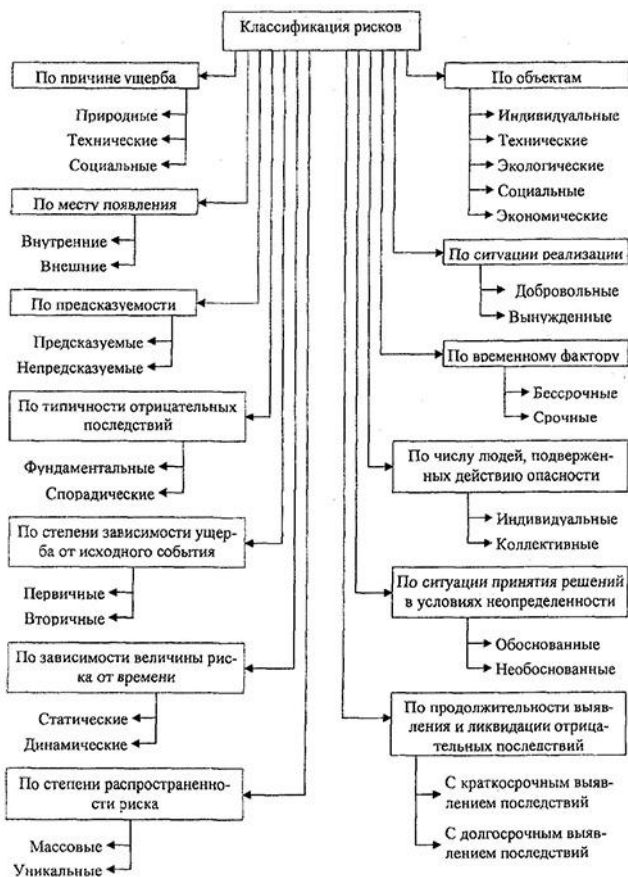 Классификация рисков
По причине ущерба
Природные
Технические
Социальные
По месту появления
Внутренние
Внешние
По предсказуемости
Предсказуемые
Непредсказуемые
По типичности отрицательных
последствий
Фундаментальные
Спорадические
По степени зависимости ущер-
ба от исходного события
Первичные
Вторичные
По зависимости величины рис-
ка от времени
Статические
Динамические
По степени распространенно-
сти риска
Массовые
Уникальные
По объектам
Индивидуальные
Технические
Экологические
Социальные
Экономические
По ситуации реализации
Добровольные
Вынужденные
По временному фактору
Бессрочные
Срочные
По числу людей, подвержен-
ных действию опасности
Индивидуальные
Коллективные
По ситуации принятия решений
в условиях неопределенности
Обоснованные
Необоснованные
По продолжительности выяв-
ления и ликвидации отрица-
тельных последствий
С краткосрочным выяв-
лением последствий
С долгосрочным выяв-
лением последствий